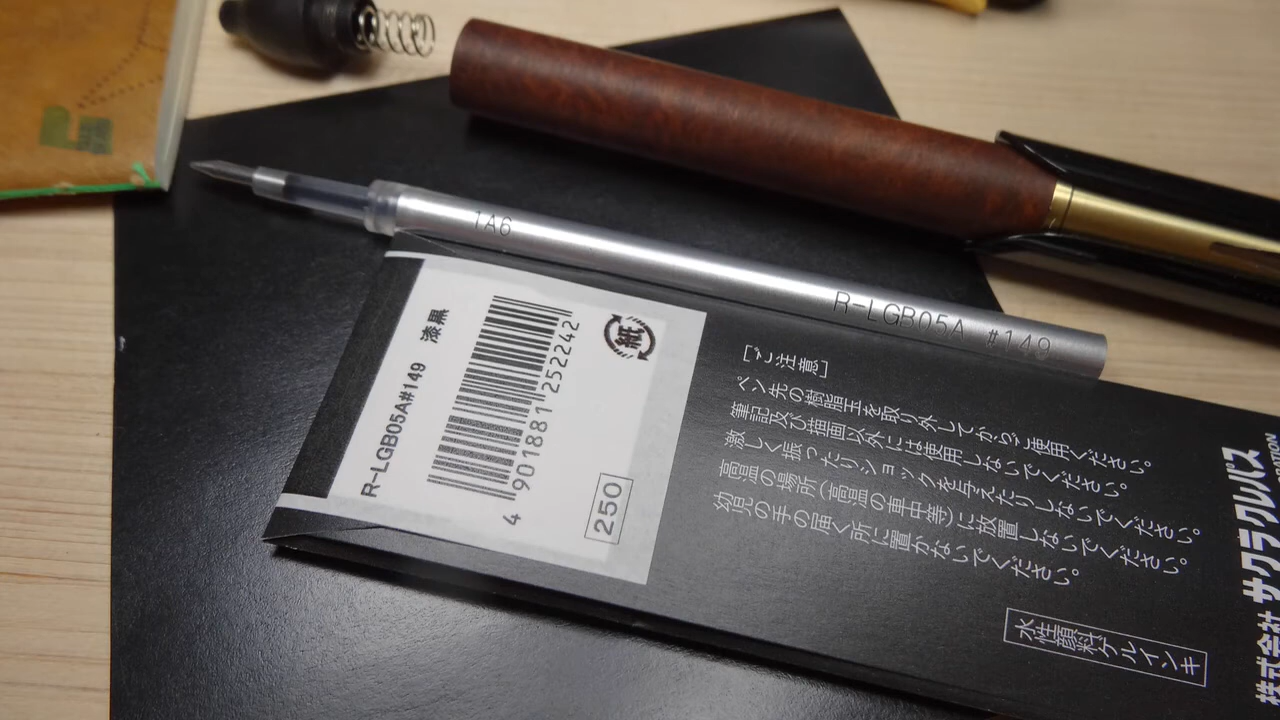 1A6
R-LGB05A #149
R-LGB05A#149 漆黒
4 901881 252242
紙
250
［ご注意］
ペン先の樹脂玉を取り外してからご使用ください。
筆記及び描画以外には使用しないでください。
激しく振ったりショックを与えたりしないでください。
高温の場所（高温の車中等）に放置しないでください。
幼児の手の届く所に置かないでください。
水性顔料ゲルインキ
株式会社 サクラクレパス